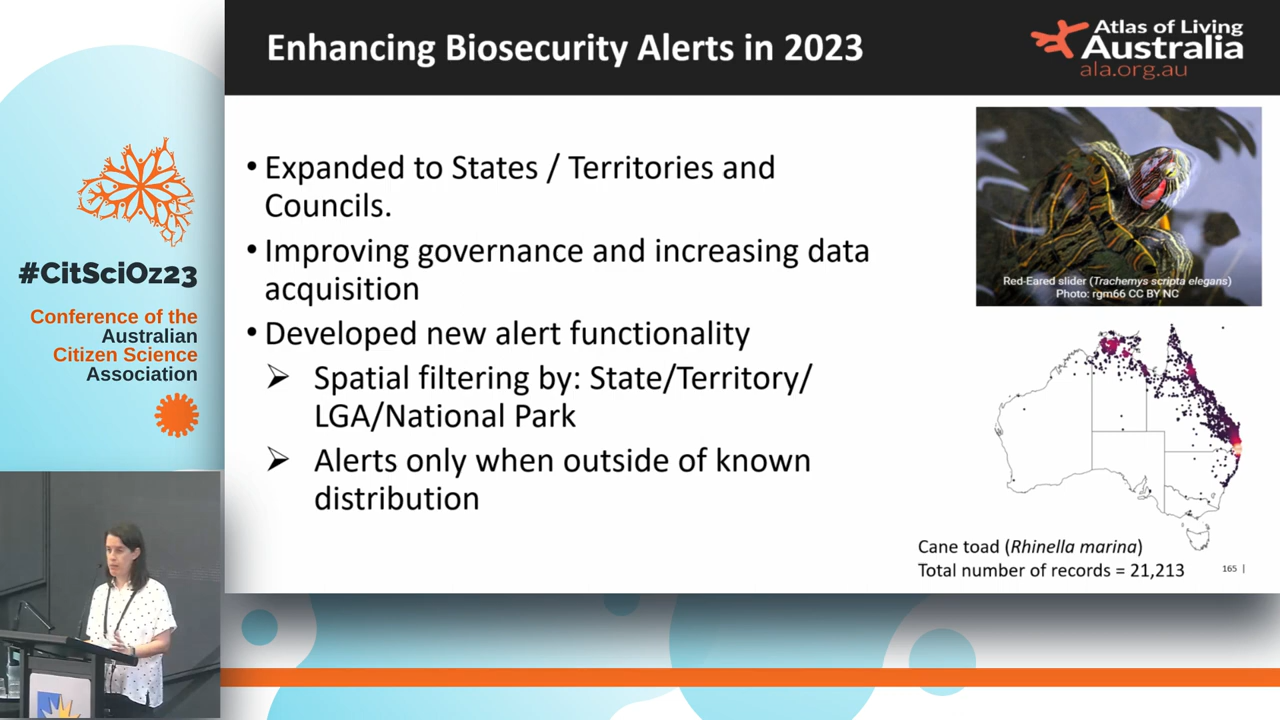 Enhancing Biosecurity Alerts in 2023
Atlas of Living
Australia
ala.org.au
#CitSciOz23
Conference of the
Australian
Citizen Science
Association
• Expanded to States / Territories and
Councils.
• Improving governance and increasing data
acquisition
• Developed new alert functionality
➢ Spatial filtering by: State/Territory/
LGA/National Park
➢ Alerts only when outside of known
distribution
Red-Eared slider (Trachemys scripta elegans)
Photo: rgm66 CC BY NC
Cane toad (Rhinella marina)
Total number of records = 21,213
165 |